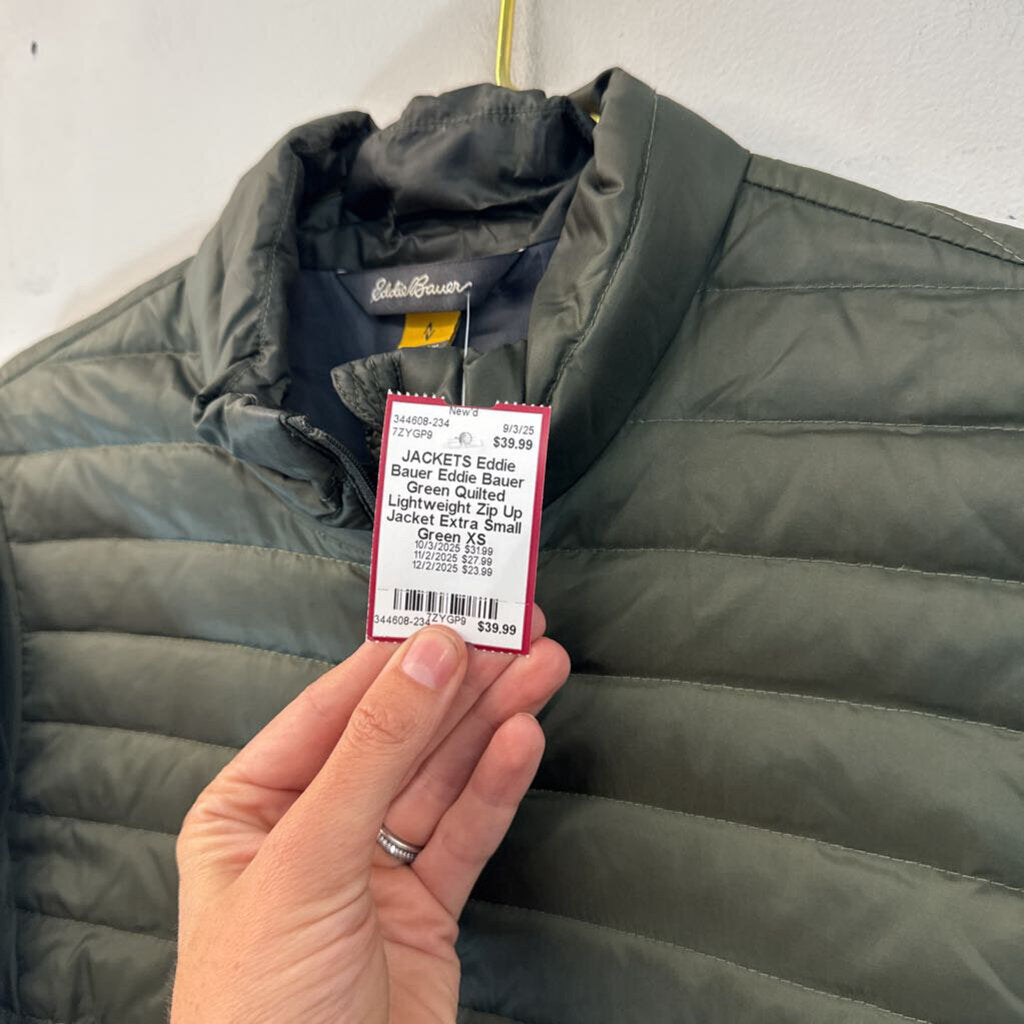 Eddie Bauer
New'd
344608-234 9/3/25
7ZYGP9 $39.99
JACKETS Eddie
Bauer Eddie Bauer
Green Quilted
Lightweight Zip Up
Jacket Extra Small
Green XS
10/3/2025 $31.99
11/2/2025 $27.99
12/2/2025 $23.99
344608-234 7ZYGP9 $39.99